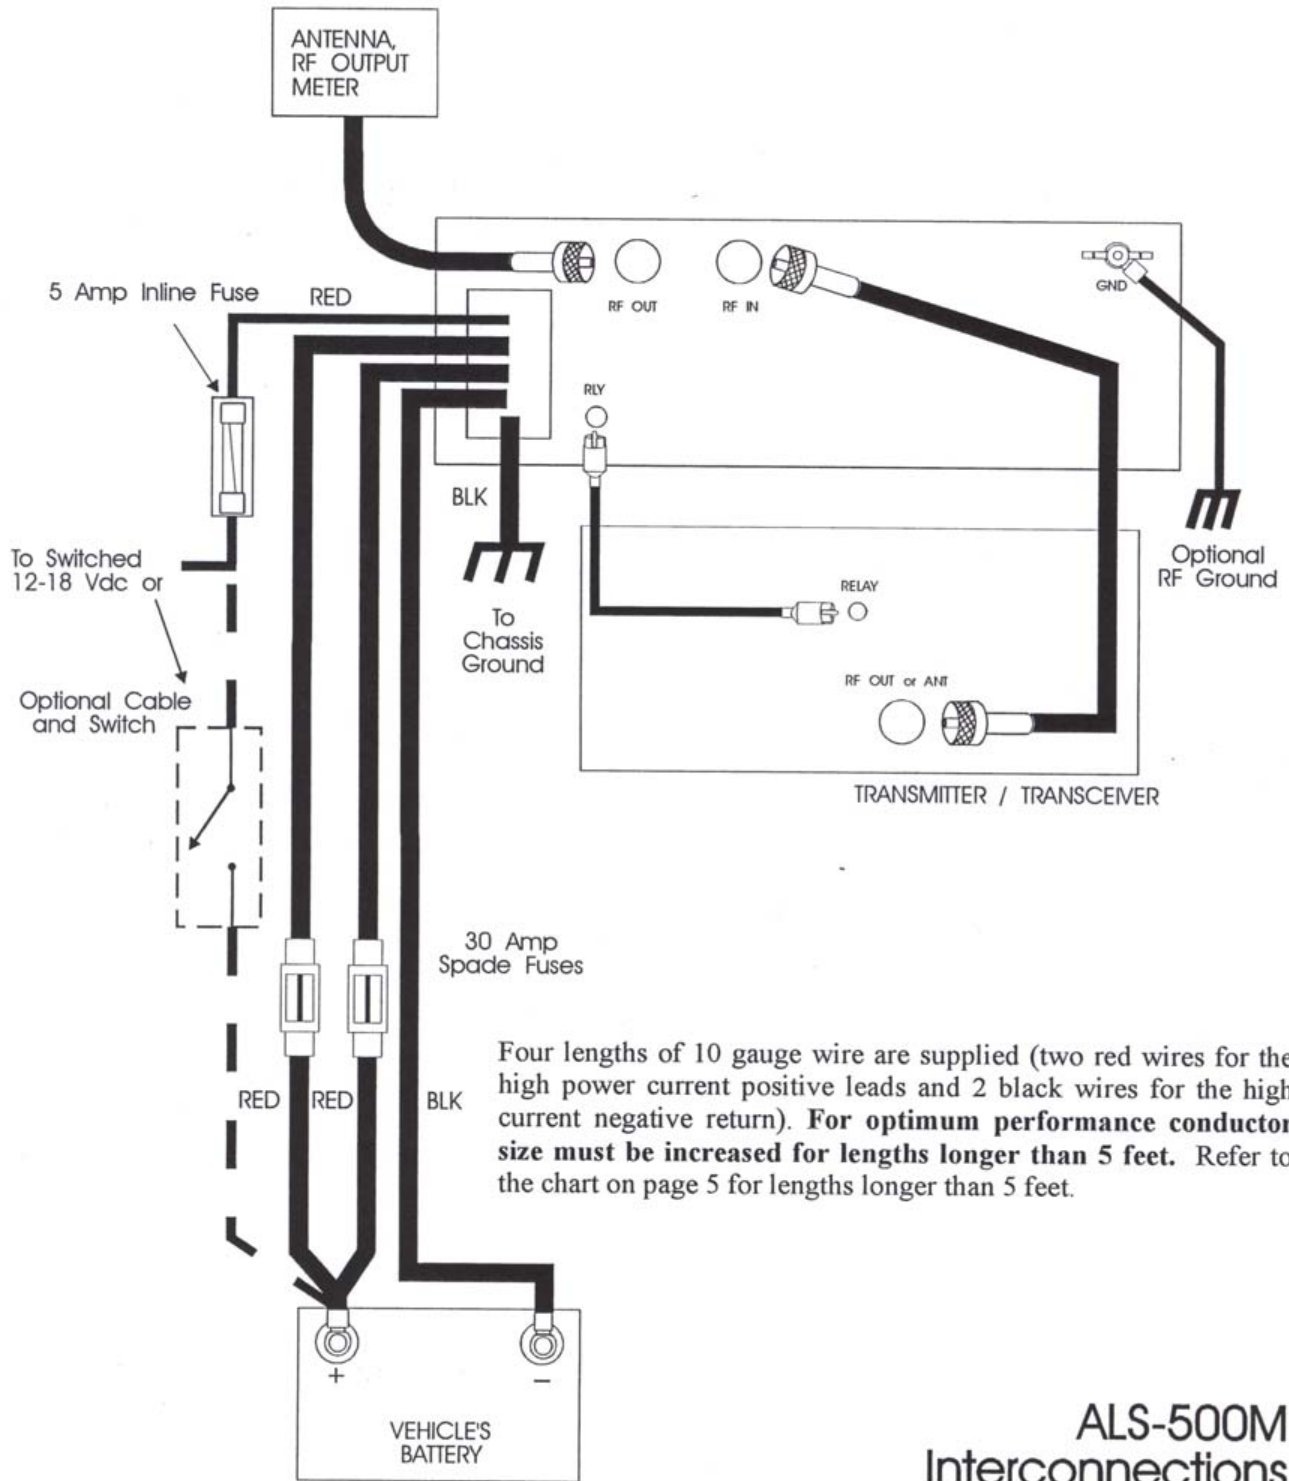 ANTENNA,
RF OUTPUT
METER
5 Amp Inline Fuse
RED
RF OUT
RF IN
GND
RLY
BLK
To Switched
12-18 Vdc or
To
Chassis
Ground
Optional
RF Ground
RELAY
Optional Cable
and Switch
RF OUT or ANT
TRANSMITTER / TRANSCEIVER
30 Amp
Spade Fuses
RED
RED
BLK
Four lengths of 10 gauge wire are supplied (two red wires for the
high power current positive leads and 2 black wires for the high
current negative return). For optimum performance conductor
size must be increased for lengths longer than 5 feet. Refer to
the chart on page 5 for lengths longer than 5 feet.
+
−
VEHICLE'S
BATTERY
ALS-500M
Interconnections